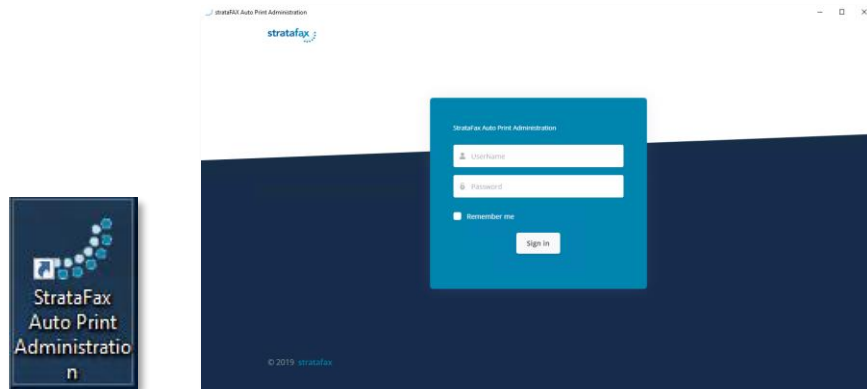 strataFAX Auto Print Administration
stratafax
StrataFax Auto Print Administration
Username
Password
Remember me
Sign in
© 2019 stratafax
StrataFax
Auto Print
Administratio
n